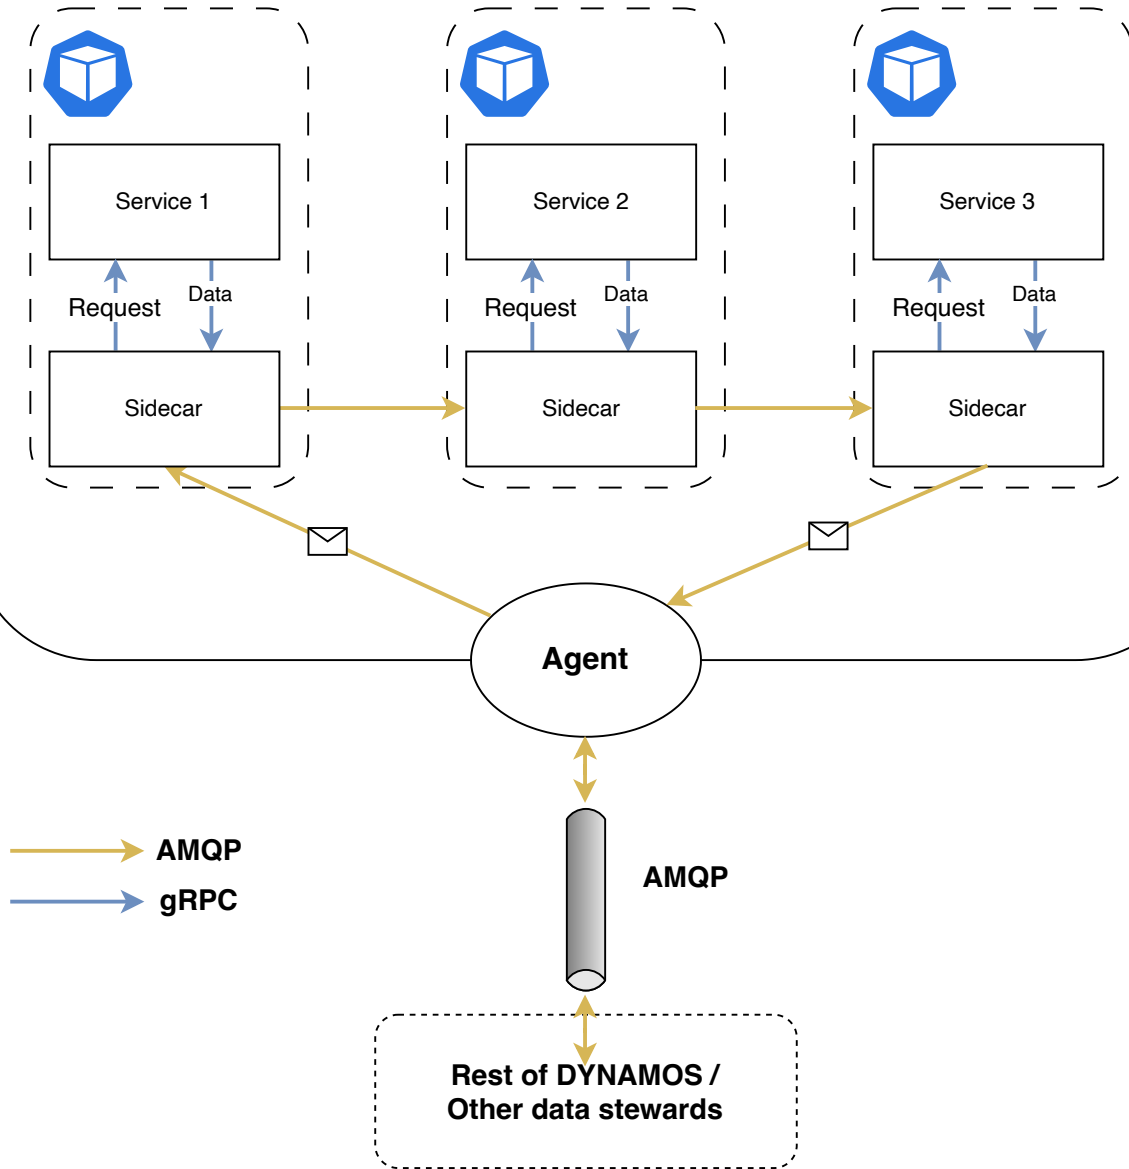 Service 1
Service 2
Service 3
Request
Data
Request
Data
Request
Data
Sidecar
Sidecar
Sidecar
Agent
AMQP
gRPC
AMQP
Rest of DYNAMOS /
Other data stewards